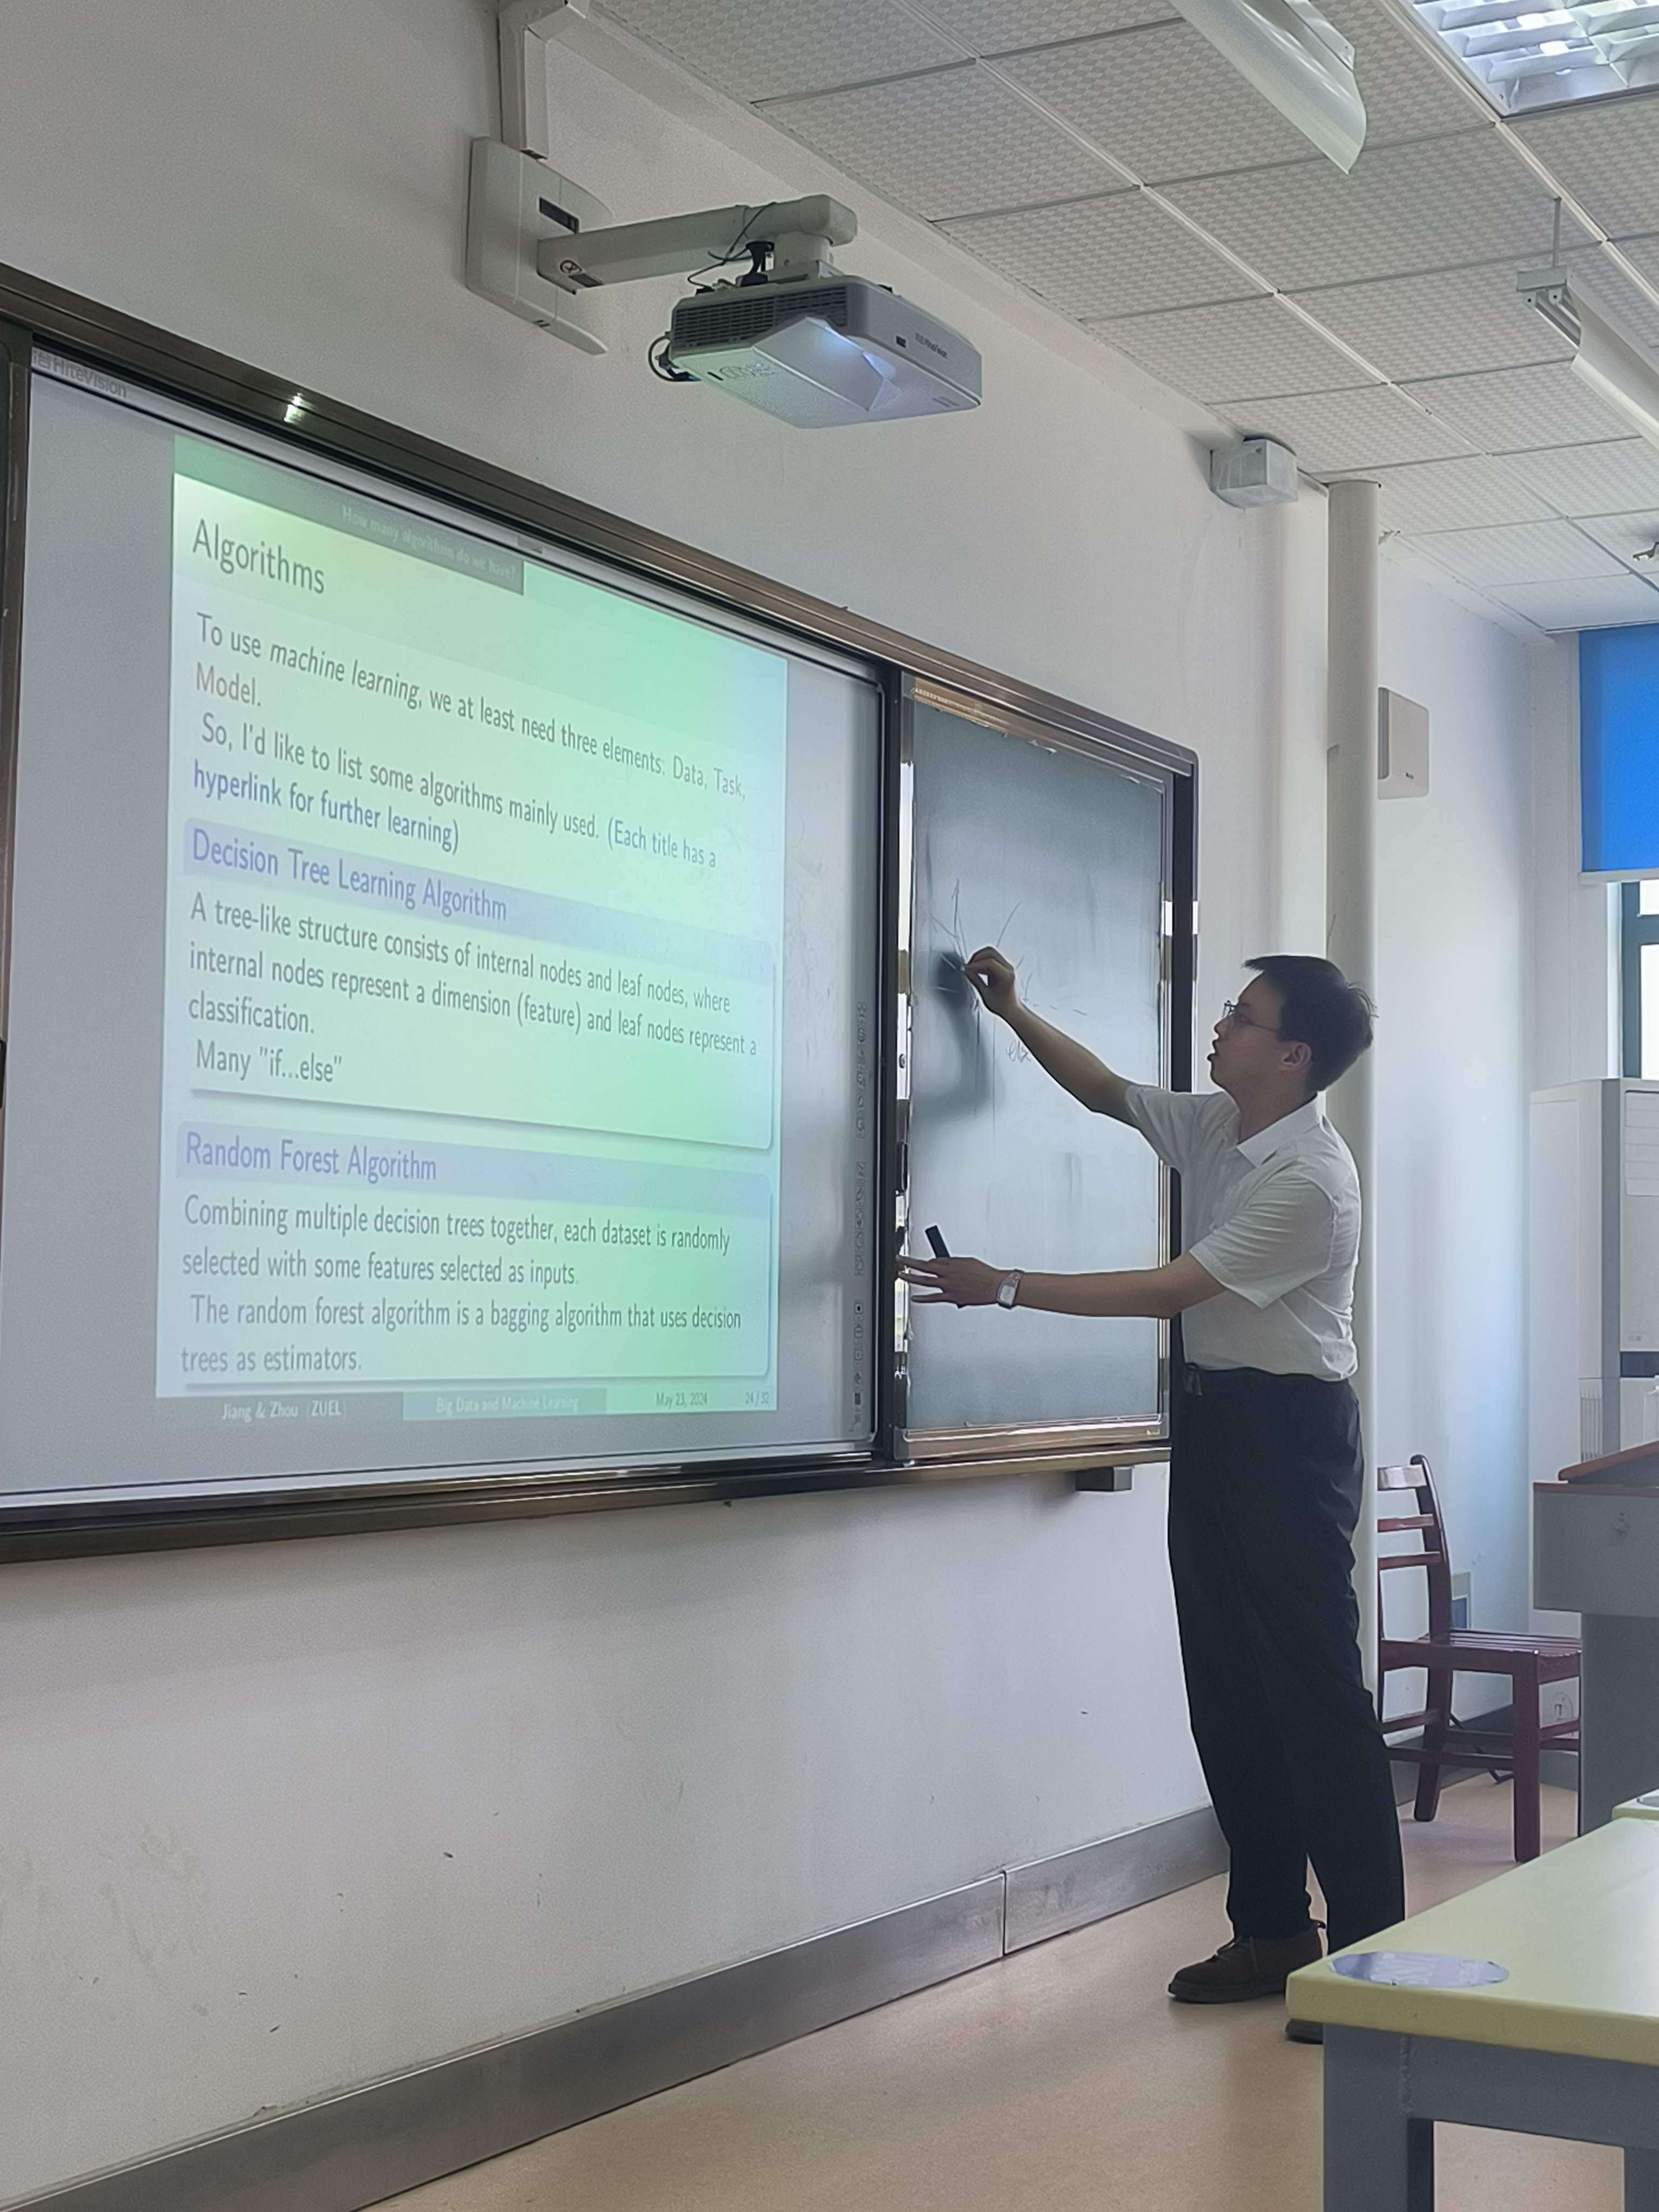 HiteVision
How many algorithm do we have?
Algorithms
To use machine learning, we at least need three elements: Data, Task,
Model.
So, I'd like to list some algorithms mainly used. (Each title has a
hyperlink for further learning)
Decision Tree Learning Algorithm
A tree-like structure consists of internal nodes and leaf nodes, where
internal nodes represent a dimension (feature) and leaf nodes represent a
classification.
Many "if...else"
Random Forest Algorithm
Combining multiple decision trees together, each dataset is randomly
selected with some features selected as inputs.
The random forest algorithm is a bagging algorithm that uses decision
trees as estimators.
Jiang & Zhou (ZUEL) Big Data and Machine Learning May 23, 2024 24 / 32